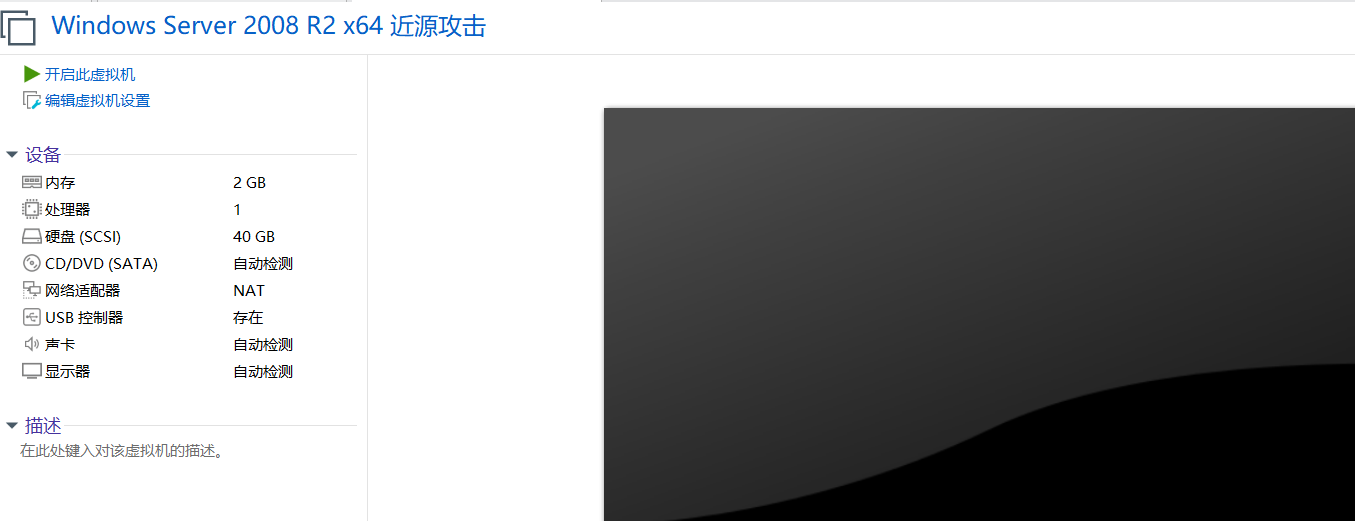 Windows Server 2008 R2 x64 近源攻击
开启此虚拟机
编辑虚拟机设置
设备
内存 2 GB
处理器 1
硬盘 (SCSI) 40 GB
CD/DVD (SATA) 自动检测
网络适配器 NAT
USB 控制器 存在
声卡 自动检测
显示器 自动检测
描述
在此处键入对该虚拟机的描述。